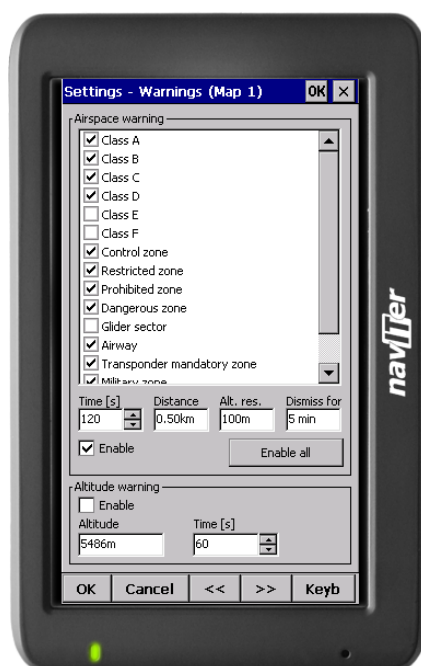 Settings - Warnings (Map 1) OK ×
Airspace warning
Class A
Class B
Class C
Class D
Class E
Class F
Control zone
Restricted zone
Prohibited zone
Dangerous zone
Glider sector
Airway
Transponder mandatory zone
Military zone
Time [s] Distance Alt. res. Dismiss for
120 0.50km 100m 5 min
Enable Enable all
Altitude warning
Enable
Altitude Time [s]
5486m 60
OK Cancel << >> Keyb
navITer